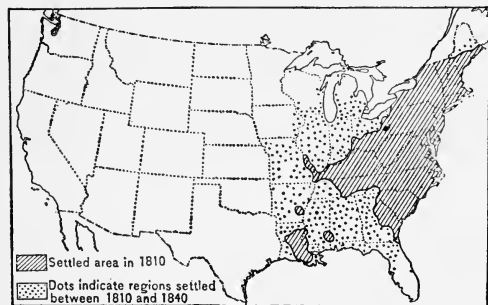 Settled area in 1810
Dots indicate regions settled
between 1810 and 1840